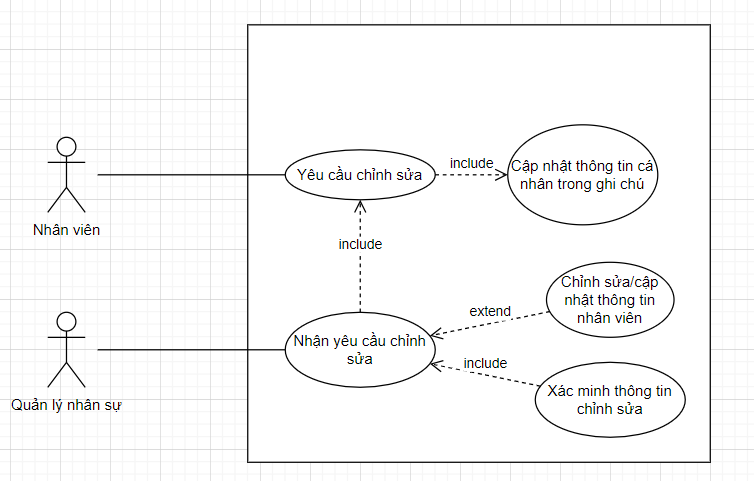 Nhân viên
Yêu cầu chỉnh sửa
include
Cập nhật thông tin cá
nhân trong ghi chú
include
Chỉnh sửa/cập
nhật thông tin
nhân viên
extend
Quản lý nhân sự
Nhận yêu cầu chỉnh
sửa
include
Xác minh thông tin
chỉnh sửa